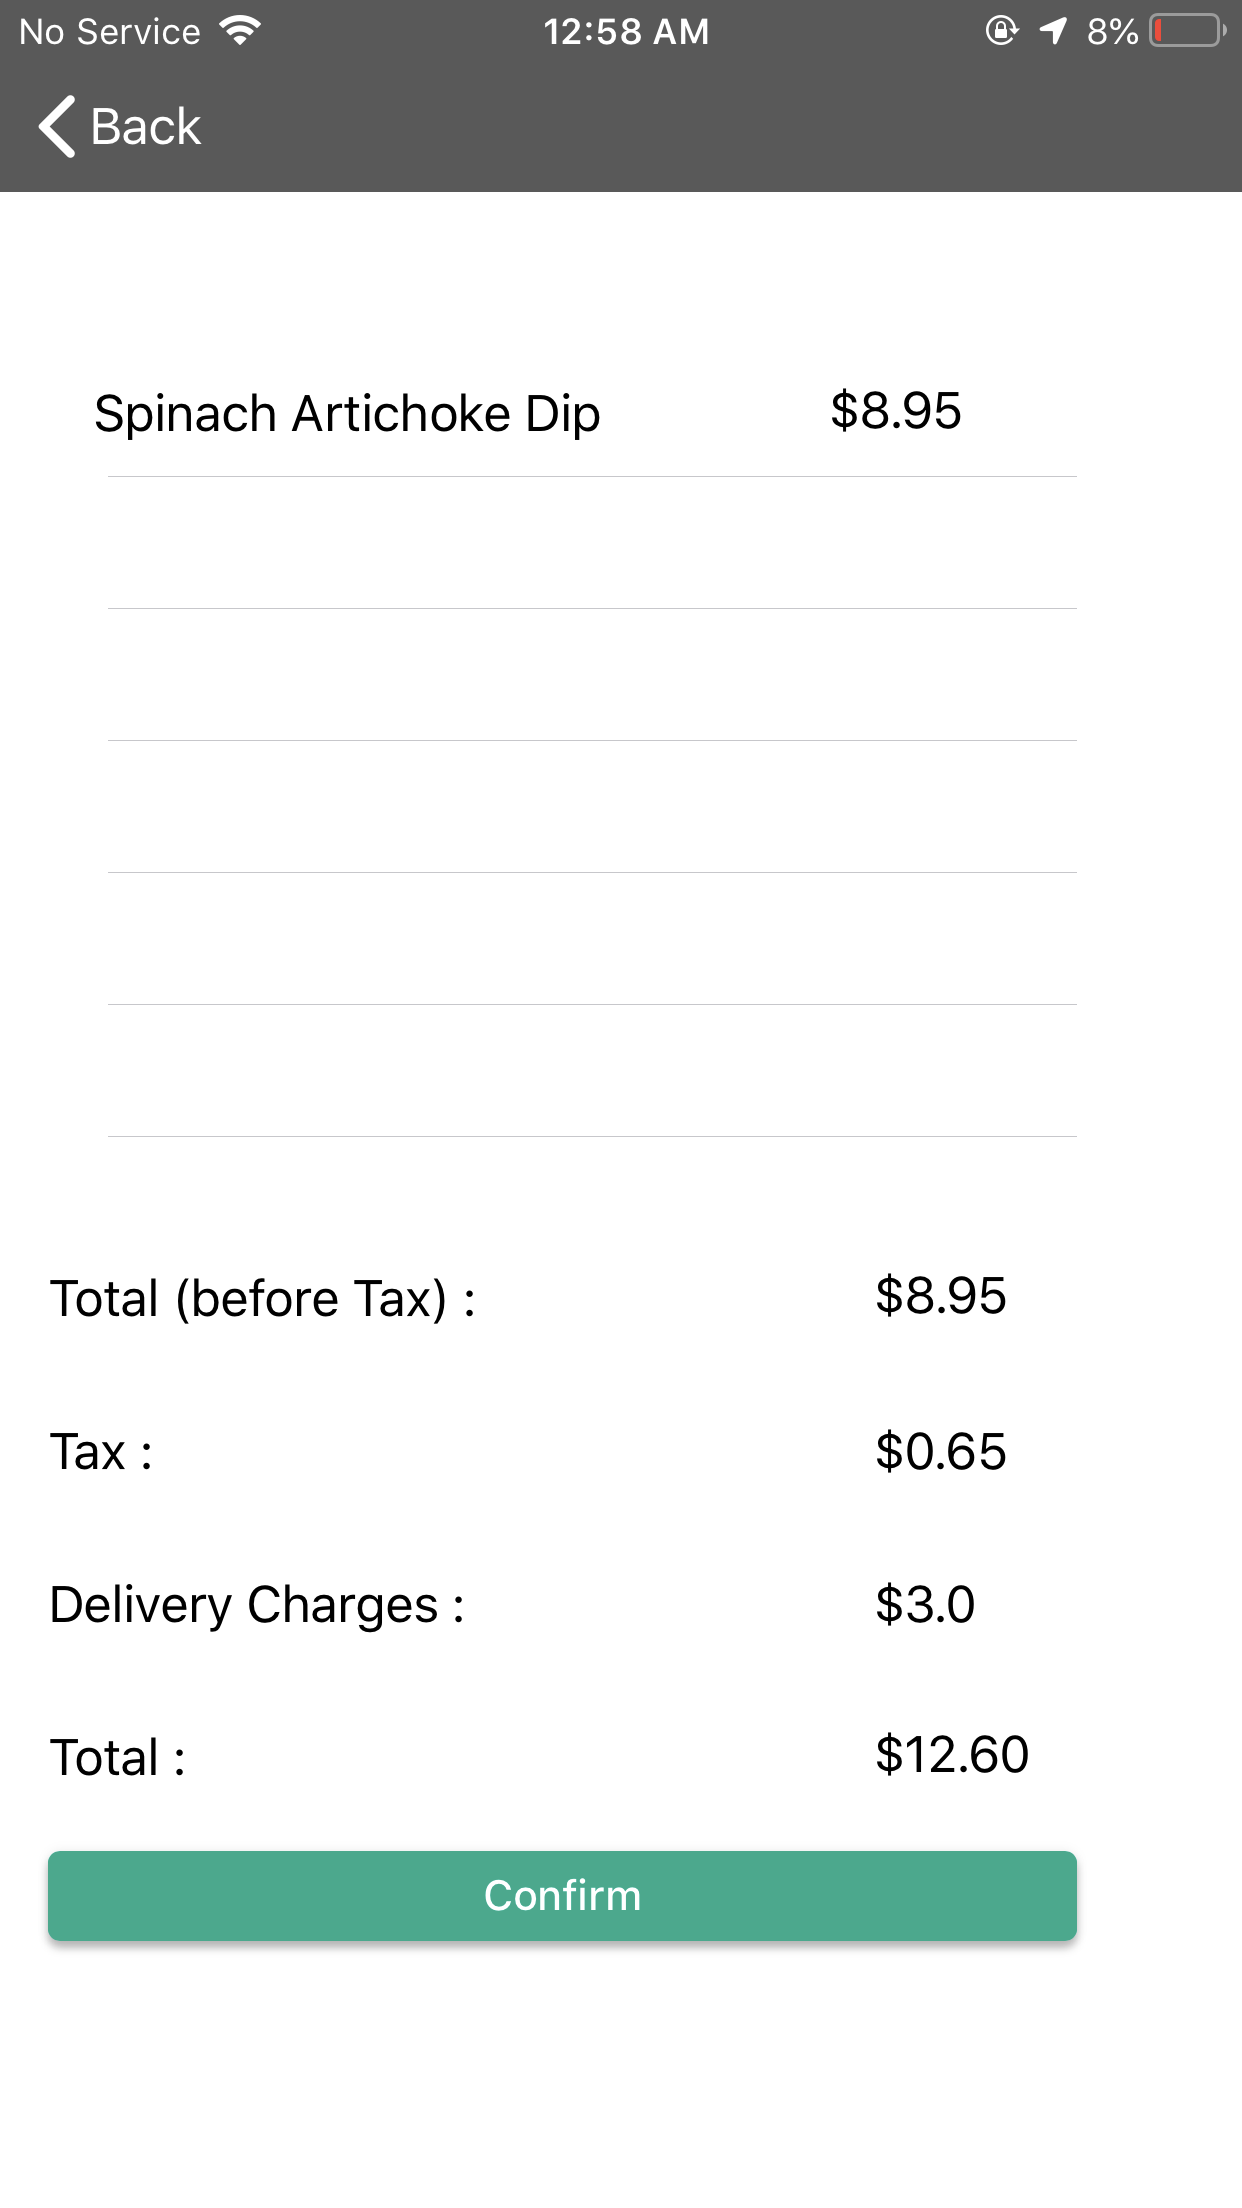 No Service 12:58 AM 8%
Back
Spinach Artichoke Dip $8.95
Total (before Tax) : $8.95
Tax : $0.65
Delivery Charges : $3.0
Total : $12.60
Confirm